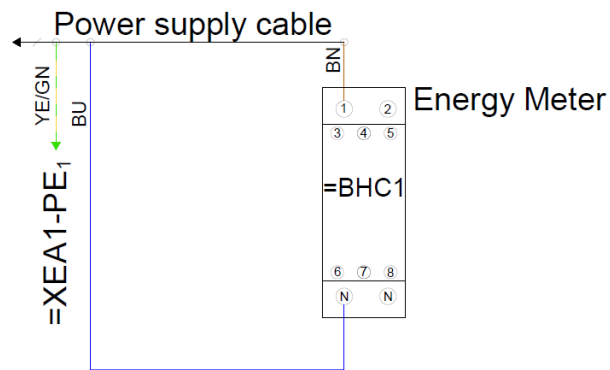 Power supply cable
YE/GN
BU
BN
1
2
Energy Meter
3
4
5
=BHC1
=XEA1-PE1
6
7
8
N
N